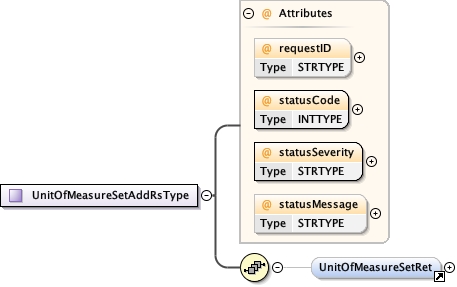 @ Attributes
@ requestID
Type STRTYPE
@ statusCode
Type INTTYPE
@ statusSeverity
Type STRTYPE
UnitOfMeasureSetAddRsType
@ statusMessage
Type STRTYPE
UnitOfMeasureSetRet